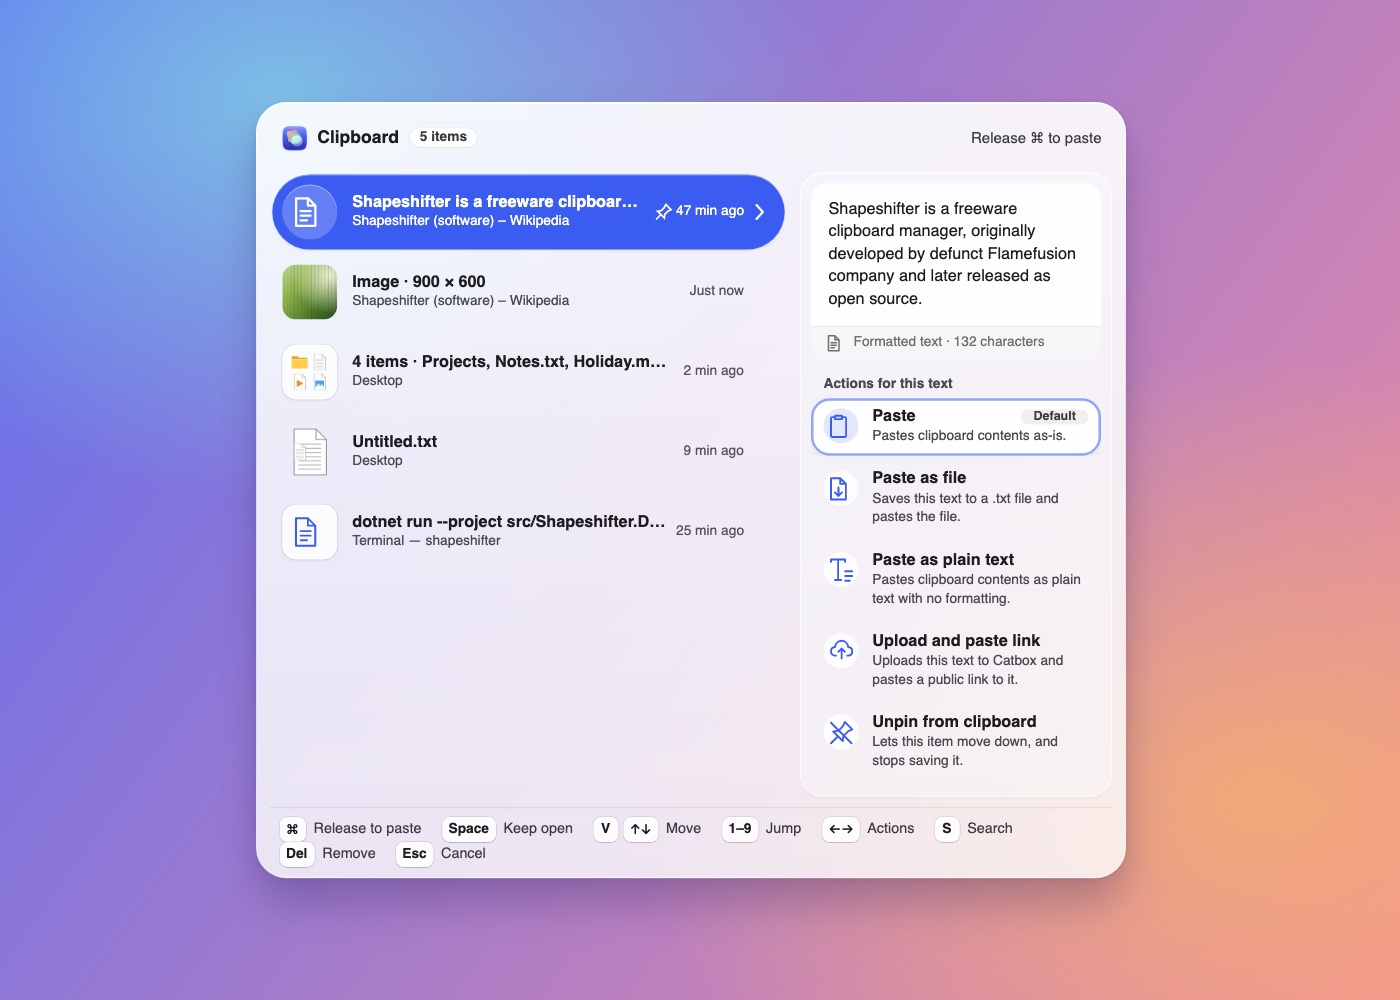 Clipboard 5 items
Release ⌘ to paste
Shapeshifter is a freeware clipboar…
Shapeshifter (software) – Wikipedia
47 min ago
Image · 900 × 600
Shapeshifter (software) – Wikipedia
Just now
4 items · Projects, Notes.txt, Holiday.m…
Desktop
2 min ago
Untitled.txt
Desktop
9 min ago
dotnet run --project src/Shapeshifter.D…
Terminal — shapeshifter
25 min ago
Shapeshifter is a freeware
clipboard manager, originally
developed by defunct Flamefusion
company and later released as
open source.
Formatted text · 132 characters
Actions for this text
Paste Default
Pastes clipboard contents as-is.
Paste as file
Saves this text to a .txt file and
pastes the file.
Paste as plain text
Pastes clipboard contents as plain
text with no formatting.
Upload and paste link
Uploads this text to Catbox and
pastes a public link to it.
Unpin from clipboard
Lets this item move down, and
stops saving it.
⌘ Release to paste Space Keep open V ↑↓ Move 1–9 Jump ←→ Actions S Search
Del Remove Esc Cancel